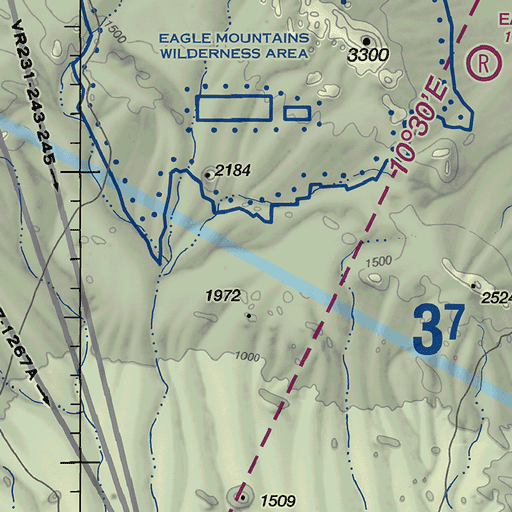 1500
EAGLE MOUNTAINS
WILDERNESS AREA
3300
R
VR231-243-245
10°30'E
2184
1500
1972
2524
37
1000
1267A
1509